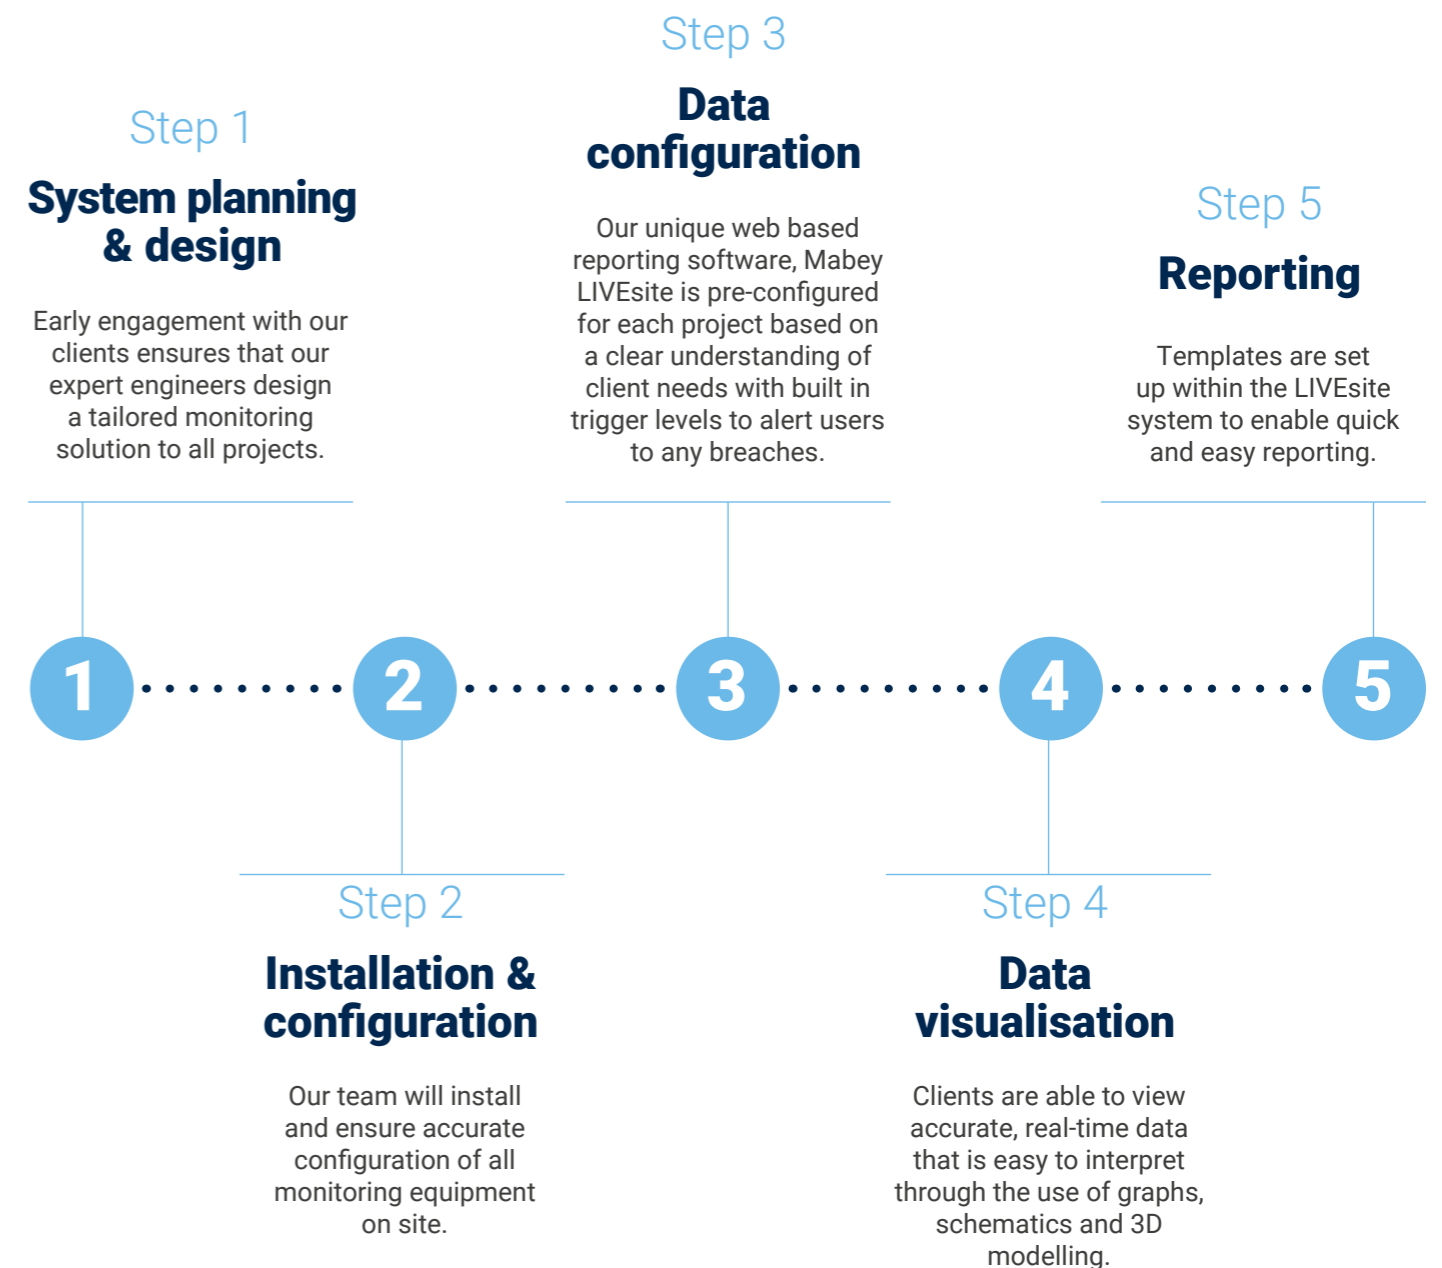 Step 1
System planning
& design
Early engagement with our
clients ensures that our
expert engineers design
a tailored monitoring
solution to all projects.
Step 3
Data
configuration
Our unique web based
reporting software, Mabey
LIVEsite is pre-configured
for each project based on
a clear understanding of
client needs with built in
trigger levels to alert users
to any breaches.
Step 5
Reporting
Templates are set
up within the LIVEsite
system to enable quick
and easy reporting.
1
2
3
4
5
Step 2
Installation &
configuration
Our team will install
and ensure accurate
configuration of all
monitoring equipment
on site.
Step 4
Data
visualisation
Clients are able to view
accurate, real-time data
that is easy to interpret
through the use of graphs,
schematics and 3D
modelling.